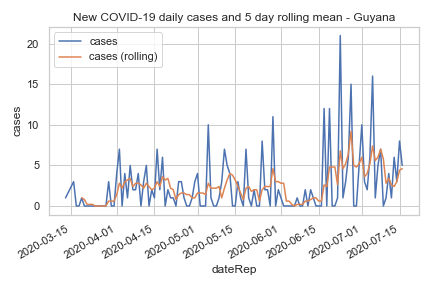 New COVID-19 daily cases and 5 day rolling mean - Guyana
cases
cases (rolling)
cases
20
15
10
5
0
2020-03-15
2020-04-01
2020-04-15
2020-05-01
2020-05-15
2020-06-01
2020-06-15
2020-07-01
2020-07-15
dateRep